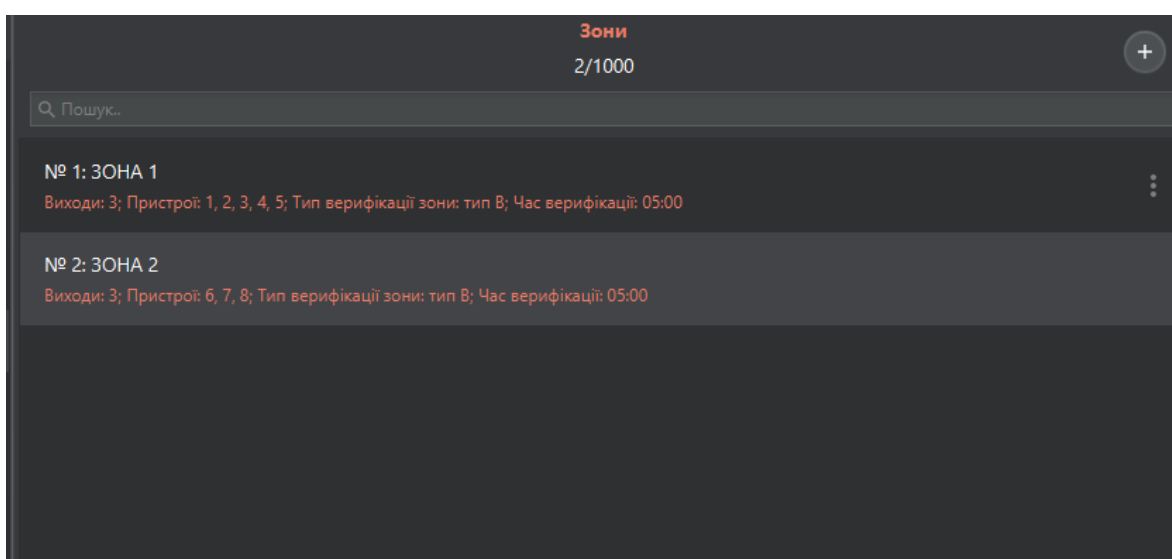 Зони
2/1000
Пошук..
№ 1: ЗОНА 1
Виходи: 3; Пристрої: 1, 2, 3, 4, 5; Тип верифікації зони: тип В; Час верифікації: 05:00
№ 2: ЗОНА 2
Виходи: 3; Пристрої: 6, 7, 8; Тип верифікації зони: тип В; Час верифікації: 05:00